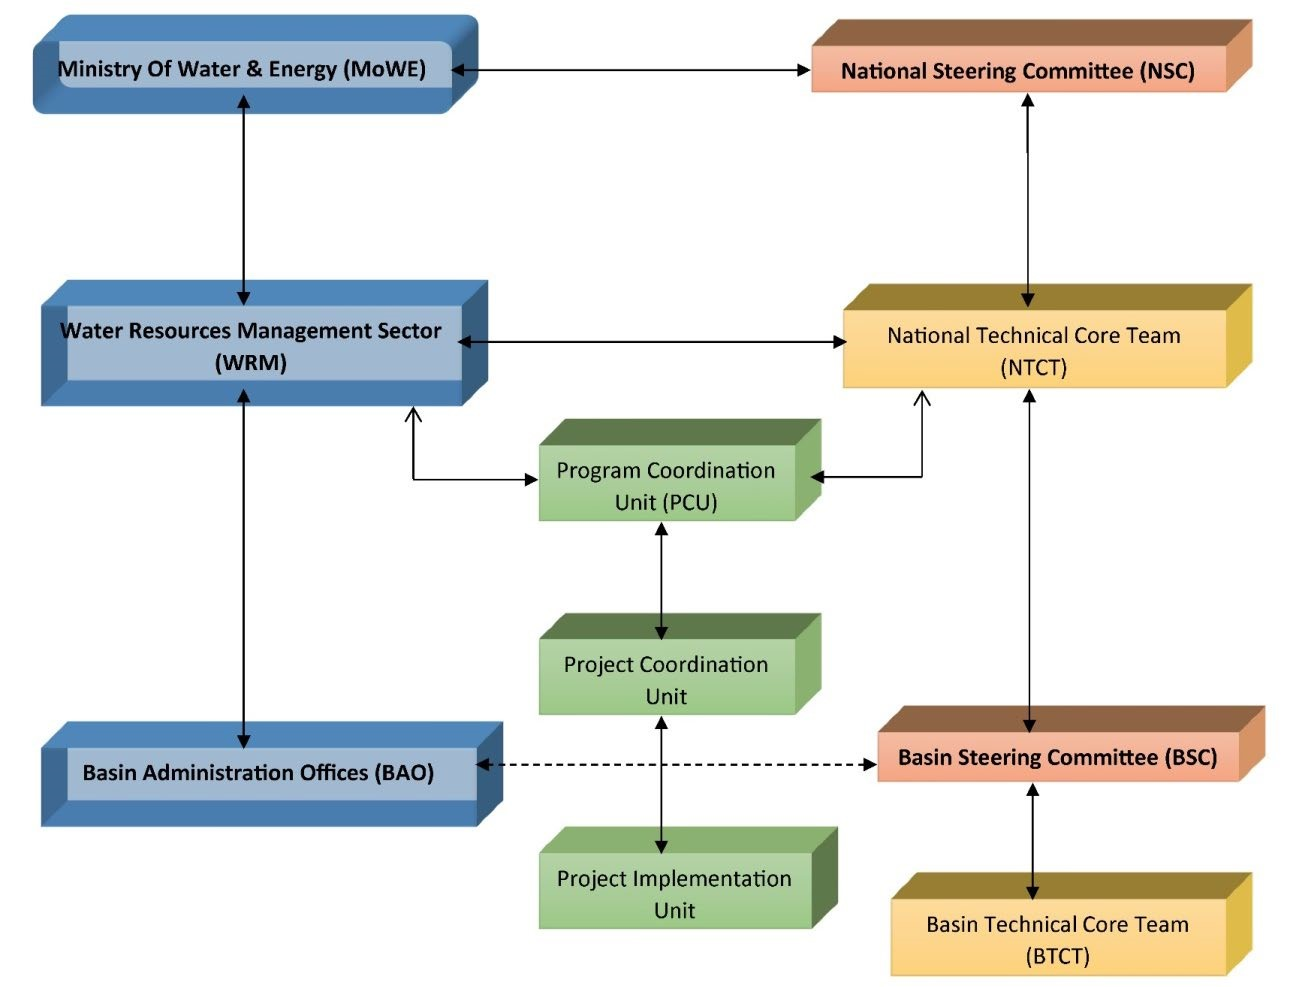 Ministry Of Water & Energy (MoWE)
National Steering Committee (NSC)
Water Resources Management Sector
(WRM)
National Technical Core Team
(NTCT)
Program Coordination
Unit (PCU)
Project Coordination
Unit
Basin Administration Offices (BAO)
Basin Steering Committee (BSC)
Project Implementation
Unit
Basin Technical Core Team
(BTCT)